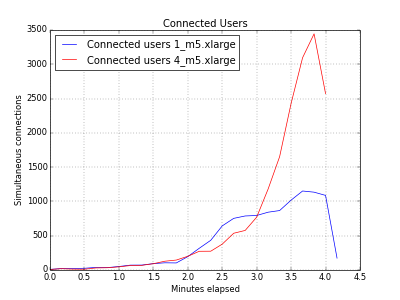 Connected Users
Connected users 1_m5.xlarge
Connected users 4_m5.xlarge
Simultaneous connections
3500
3000
2500
2000
1500
1000
500
0
0.0 0.5 1.0 1.5 2.0 2.5 3.0 3.5 4.0 4.5
Minutes elapsed